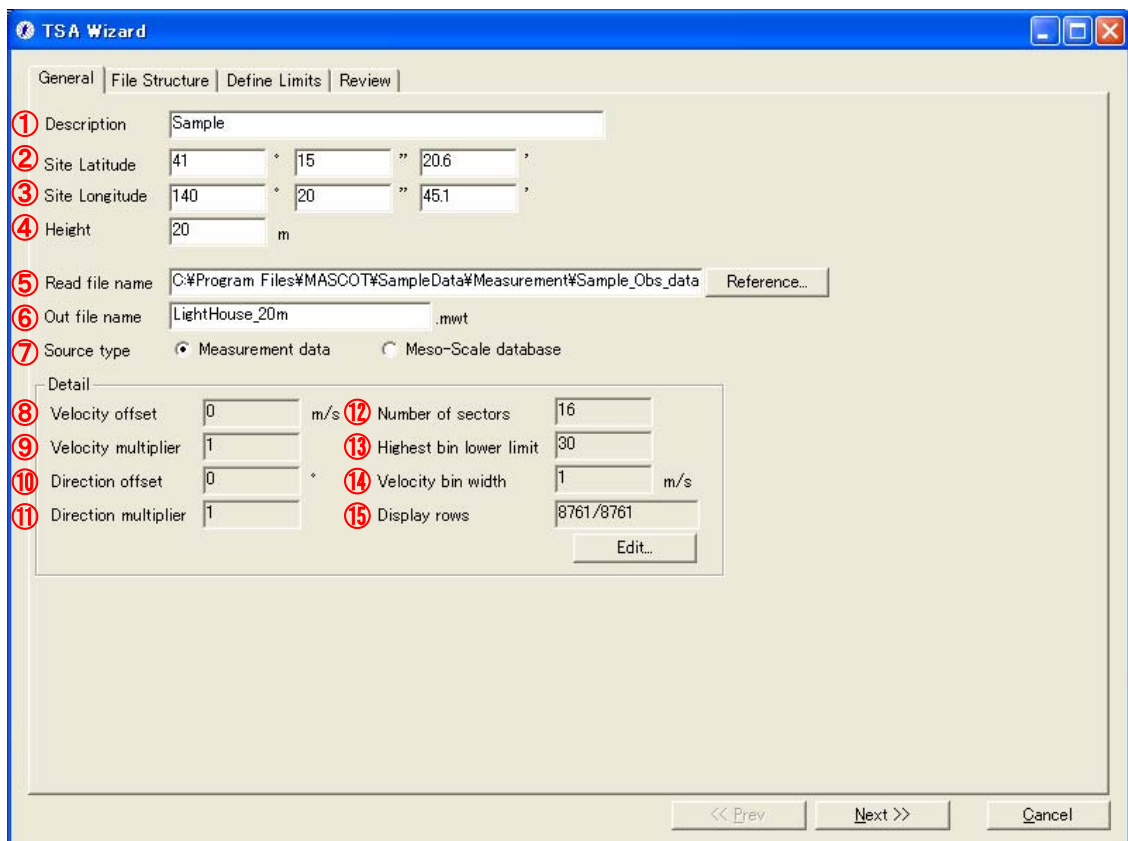 TSA Wizard
General File Structure Define Limits Review
① Description Sample
② Site Latitude 41 ° 15 ” 20.6 ’
③ Site Longitude 140 ° 20 ” 45.1 ’
④ Height 20 m
⑤ Read file name C:¥Program Files¥MASCOT¥SampleData¥Measurement¥Sample_Obs_data Reference...
⑥ Out file name LightHouse_20m .mwt
⑦ Source type Measurement data Meso-Scale database
Detail
⑧ Velocity offset 0 m/s ⑫ Number of sectors 16
⑨ Velocity multiplier 1 ⑬ Highest bin lower limit 30
⑩ Direction offset 0 ° ⑭ Velocity bin width 1 m/s
⑪ Direction multiplier 1 ⑮ Display rows 8761/8761
Edit...
<< Prev Next >> Cancel